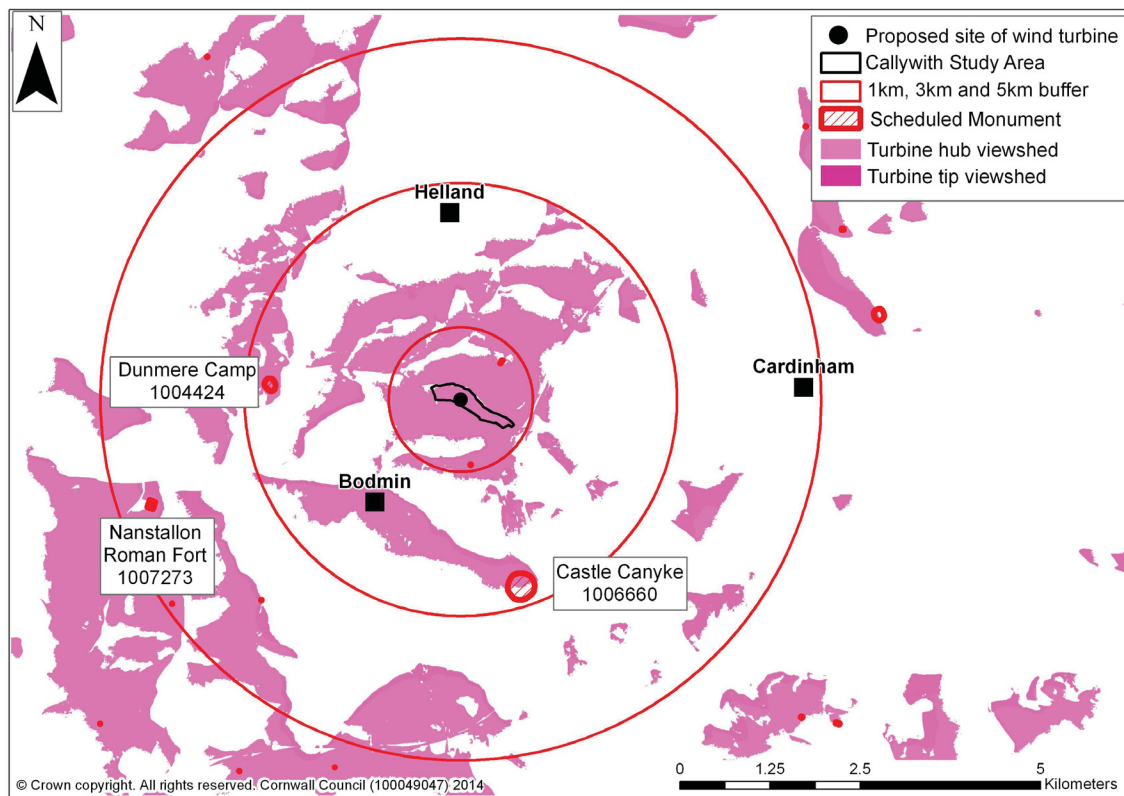 N
Proposed site of wind turbine
Callywith Study Area
1km, 3km and 5km buffer
Scheduled Monument
Turbine hub viewshed
Turbine tip viewshed
Helland
Dunmere Camp
1004424
Cardinham
Bodmin
Nanstallon
Roman Fort
1007273
Castle Canyke
1006660
© Crown copyright. All rights reserved. Cornwall Council (100049047) 2014
0 1.25 2.5 5
Kilometers